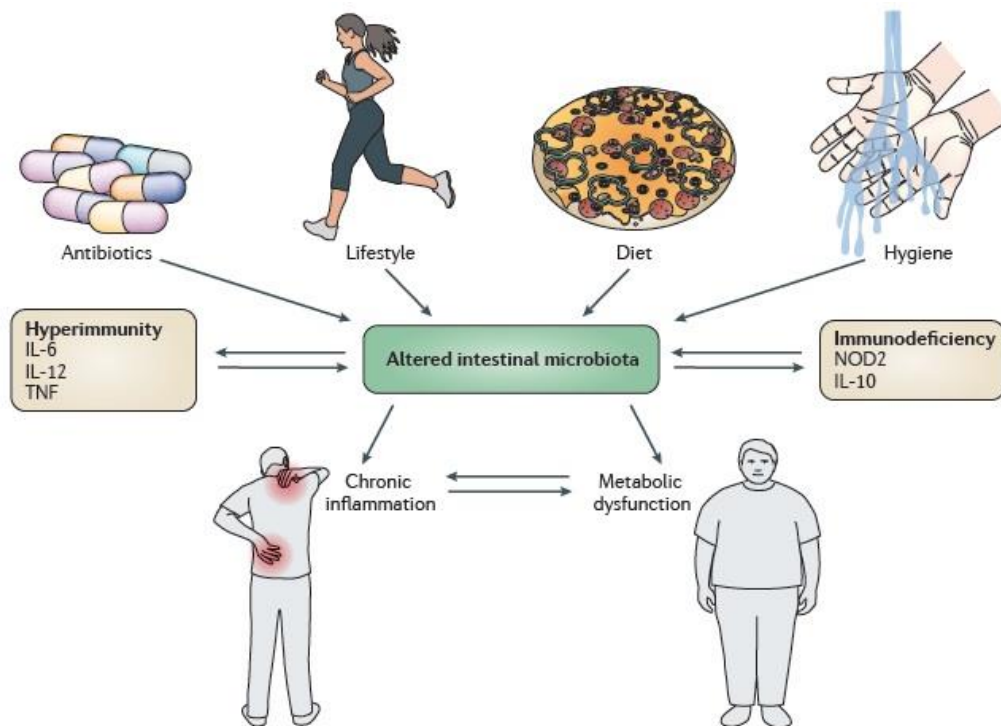 Antibiotics
Lifestyle
Diet
Hygiene
Hyperimmunity
IL-6
IL-12
TNF
Altered intestinal microbiota
Immunodeficiency
NOD2
IL-10
Chronic
inflammation
Metabolic
dysfunction